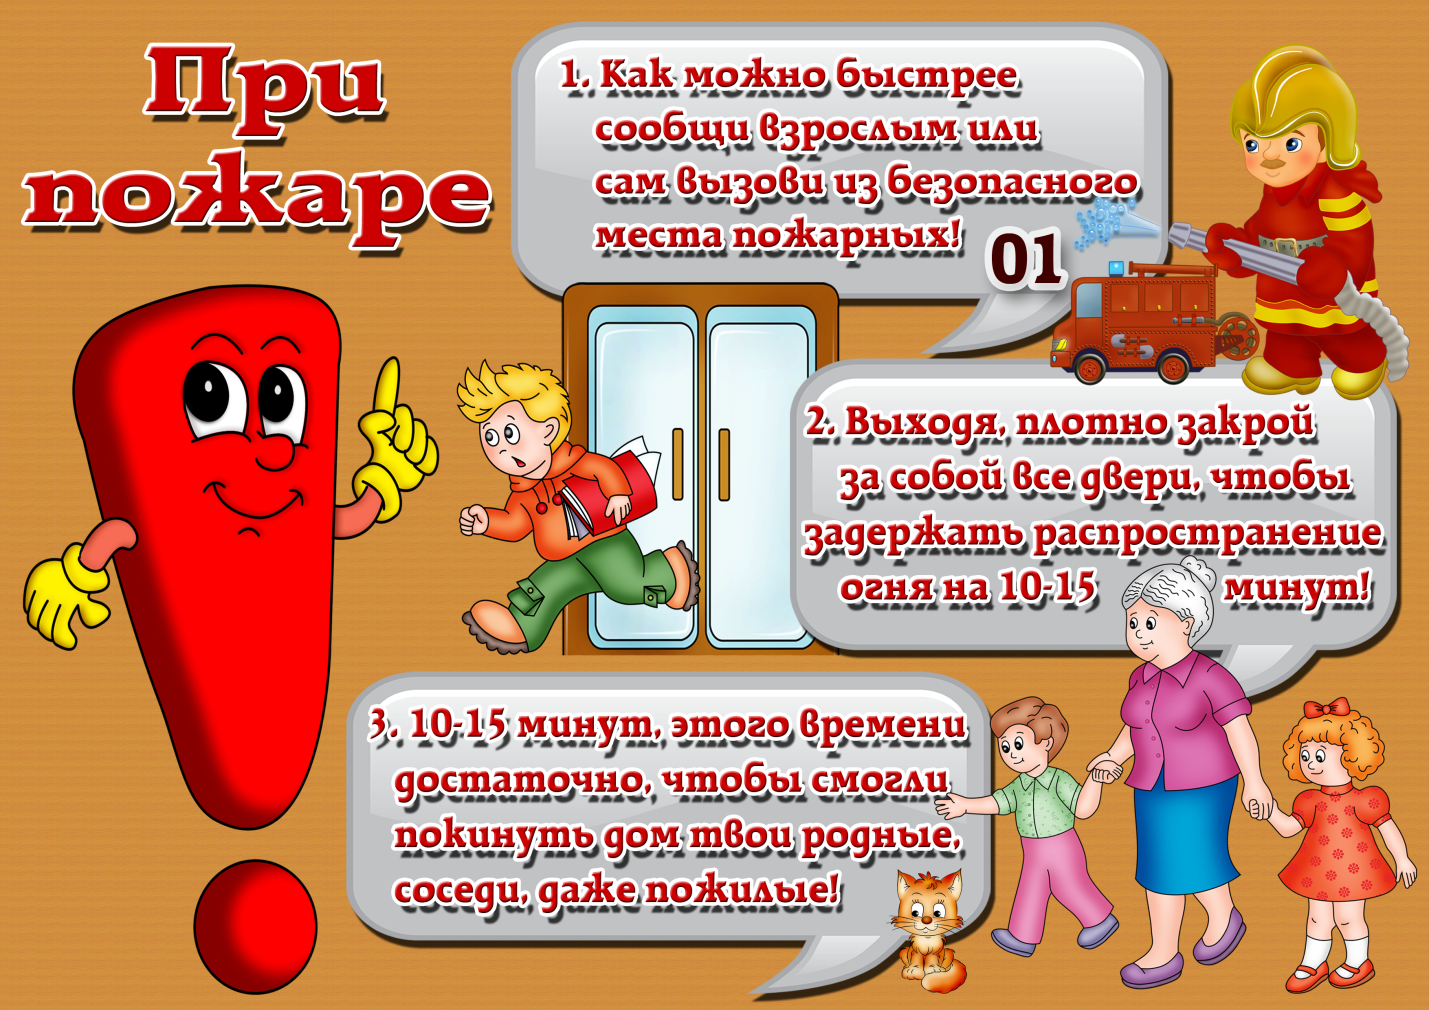 При
пожаре
1. Как можно быстрее
сообщи взрослым или
сам вызови из безопасного
места пожарных!
01
2. Выходя, плотно закрой
за собой все двери, чтобы
задержать распространение
огня на 10-15 минут!
3. 10-15 минут, этого времени
достаточно, чтобы смогли
покинуть дом твои родные,
соседи, даже пожилые!